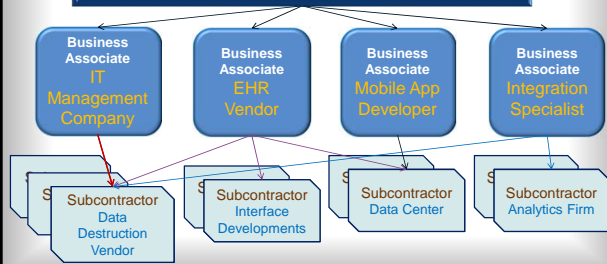 Business
Associate
IT
Management
Company
Business
Associate
EHR
Vendor
Business
Associate
Mobile App
Developer
Business
Associate
Integration
Specialist
Subcontractor
Data
Destruction
Vendor
Subcontractor
Interface
Developments
Subcontractor
Data Center
Subcontractor
Analytics Firm